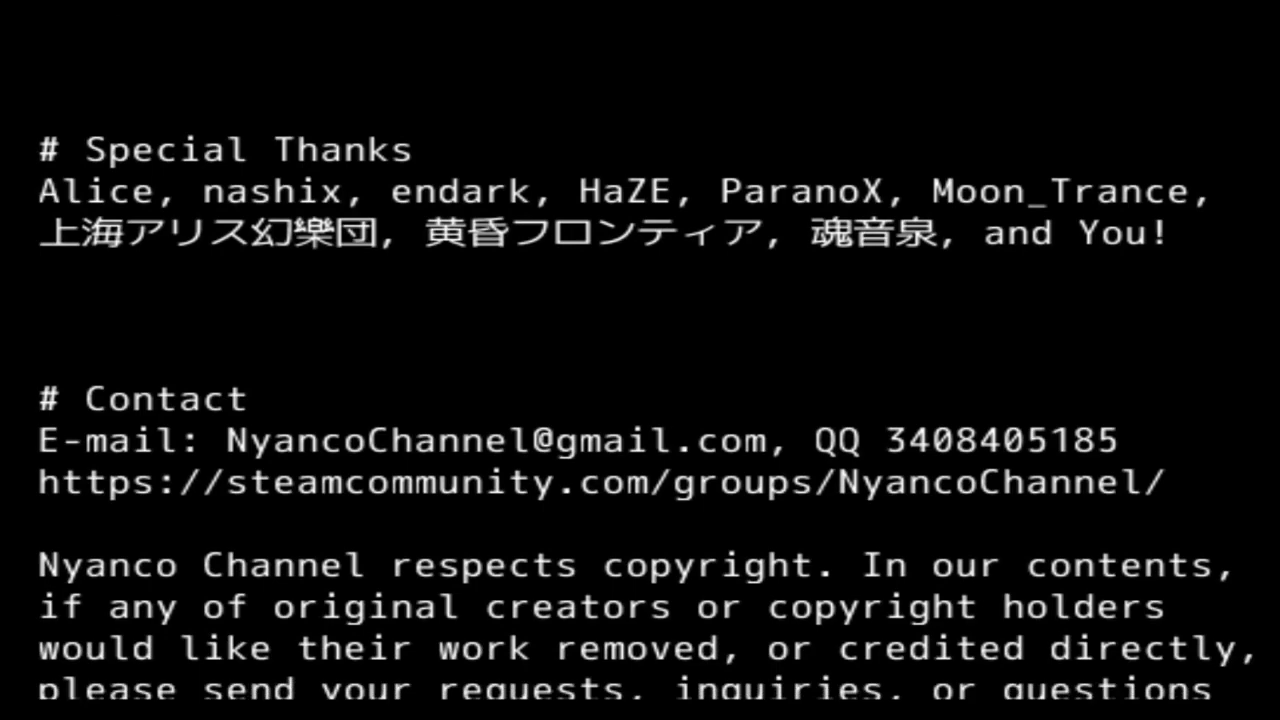 # Special Thanks
Alice, nashix, endark, HaZE, ParanoX, Moon_Trance,
上海アリス幻樂団, 黄昏フロンティア, 魂音泉, and You!
# Contact
E-mail: NyancoChannel@gmail.com, QQ 3408405185
https://steamcommunity.com/groups/NyancoChannel/
Nyanco Channel respects copyright. In our contents,
if any of original creators or copyright holders
would like their work removed, or credited directly,
please send your requests, inquiries, or questions